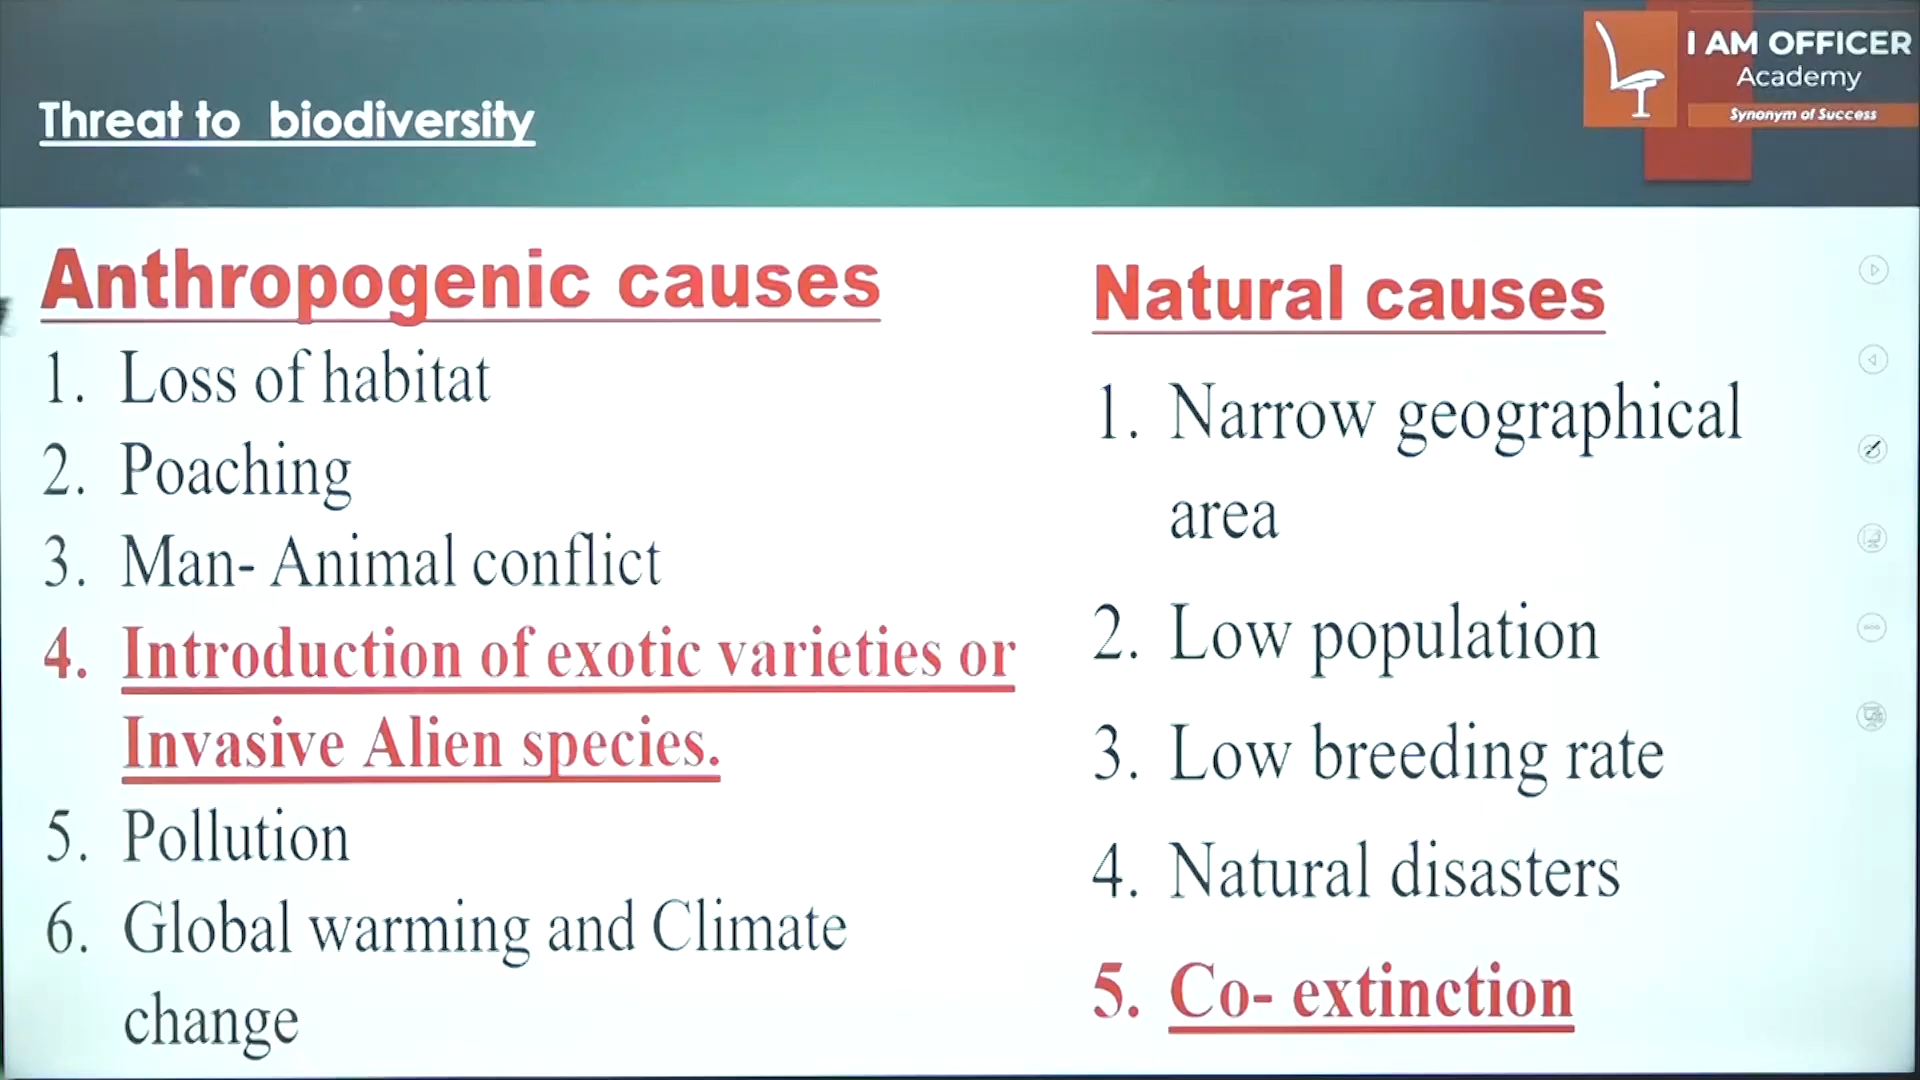 I AM OFFICER
Academy
Synonym of Success
Threat to biodiversity
Anthropogenic causes
1. Loss of habitat
2. Poaching
3. Man- Animal conflict
4. Introduction of exotic varieties or
Invasive Alien species.
5. Pollution
6. Global warming and Climate
change
Natural causes
1. Narrow geographical
area
2. Low population
3. Low breeding rate
4. Natural disasters
5. Co- extinction